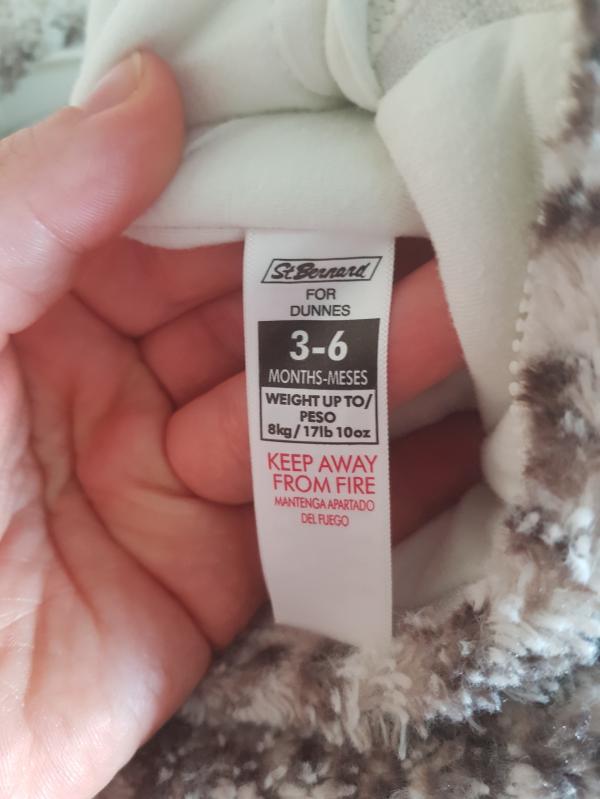 St Bernard
FOR
DUNNES
3-6
MONTHS-MESES
WEIGHT UP TO/
PESO
8kg/17lb 10oz
KEEP AWAY
FROM FIRE
MANTENGA APARTADO
DEL FUEGO